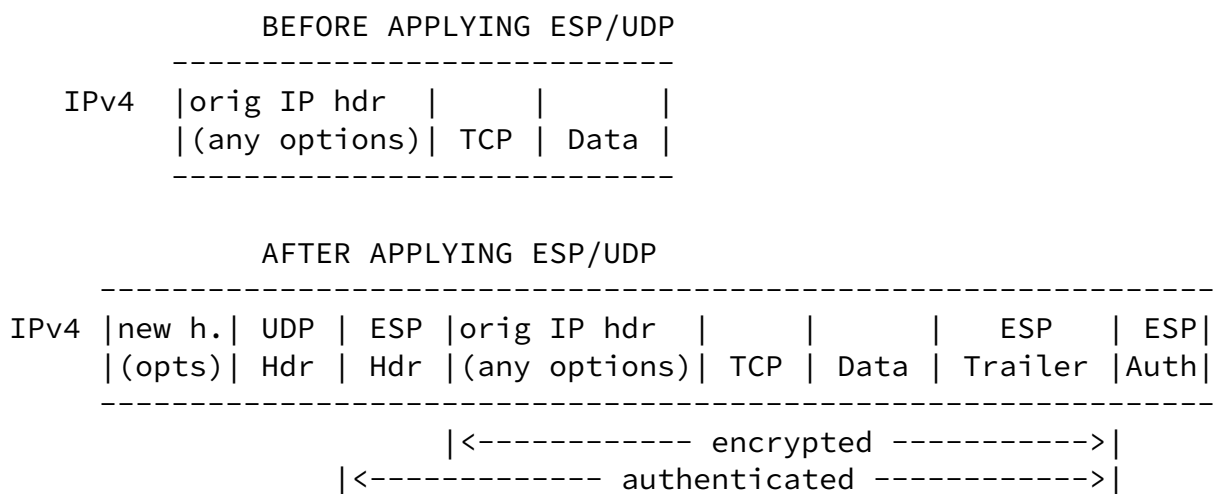 BEFORE APPLYING ESP/UDP
----------------------------
IPv4  |orig IP hdr  |     |      |
      |(any options)| TCP | Data |
----------------------------
AFTER APPLYING ESP/UDP
--------------------------------------------------------------
IPv4 |new h.| UDP | ESP |orig IP hdr  |     |      |   ESP   | ESP|
     |(opts)| Hdr | Hdr |(any options)| TCP | Data | Trailer |Auth|
--------------------------------------------------------------
|<------------ encrypted ----------->|
|<------------- authenticated ------------>|